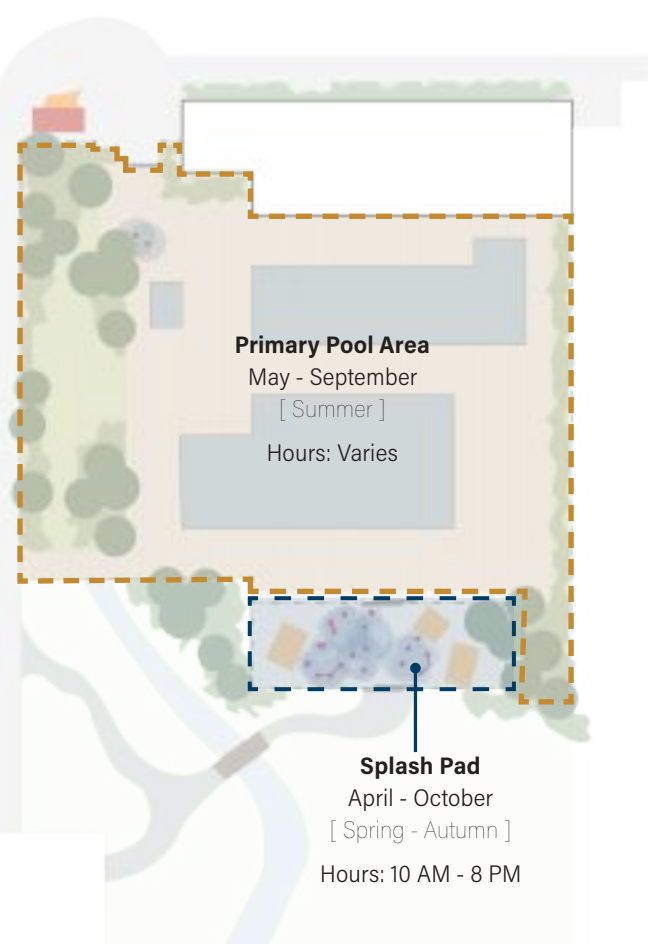 Primary Pool Area
May - September
[ Summer ]
Hours: Varies
Splash Pad
April - October
[ Spring - Autumn ]
Hours: 10 AM - 8 PM